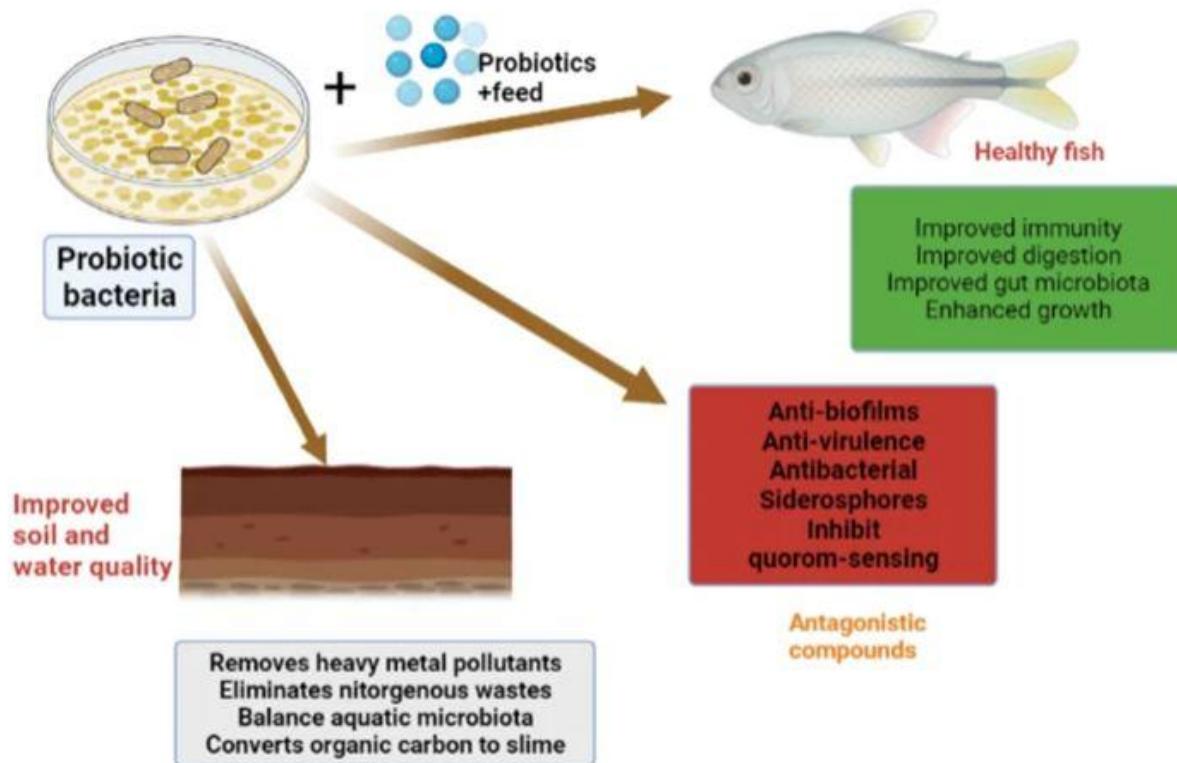 +
Probiotics
+feed
Healthy fish
Improved immunity
Improved digestion
Improved gut microbiota
Enhanced growth
Probiotic
bacteria
Anti-biofilms
Anti-virulence
Antibacterial
Siderosphores
Inhibit
quorom-sensing
Antagonistic
compounds
Improved
soil and
water quality
Removes heavy metal pollutants
Eliminates nitorgenous wastes
Balance aquatic microbiota
Converts organic carbon to slime